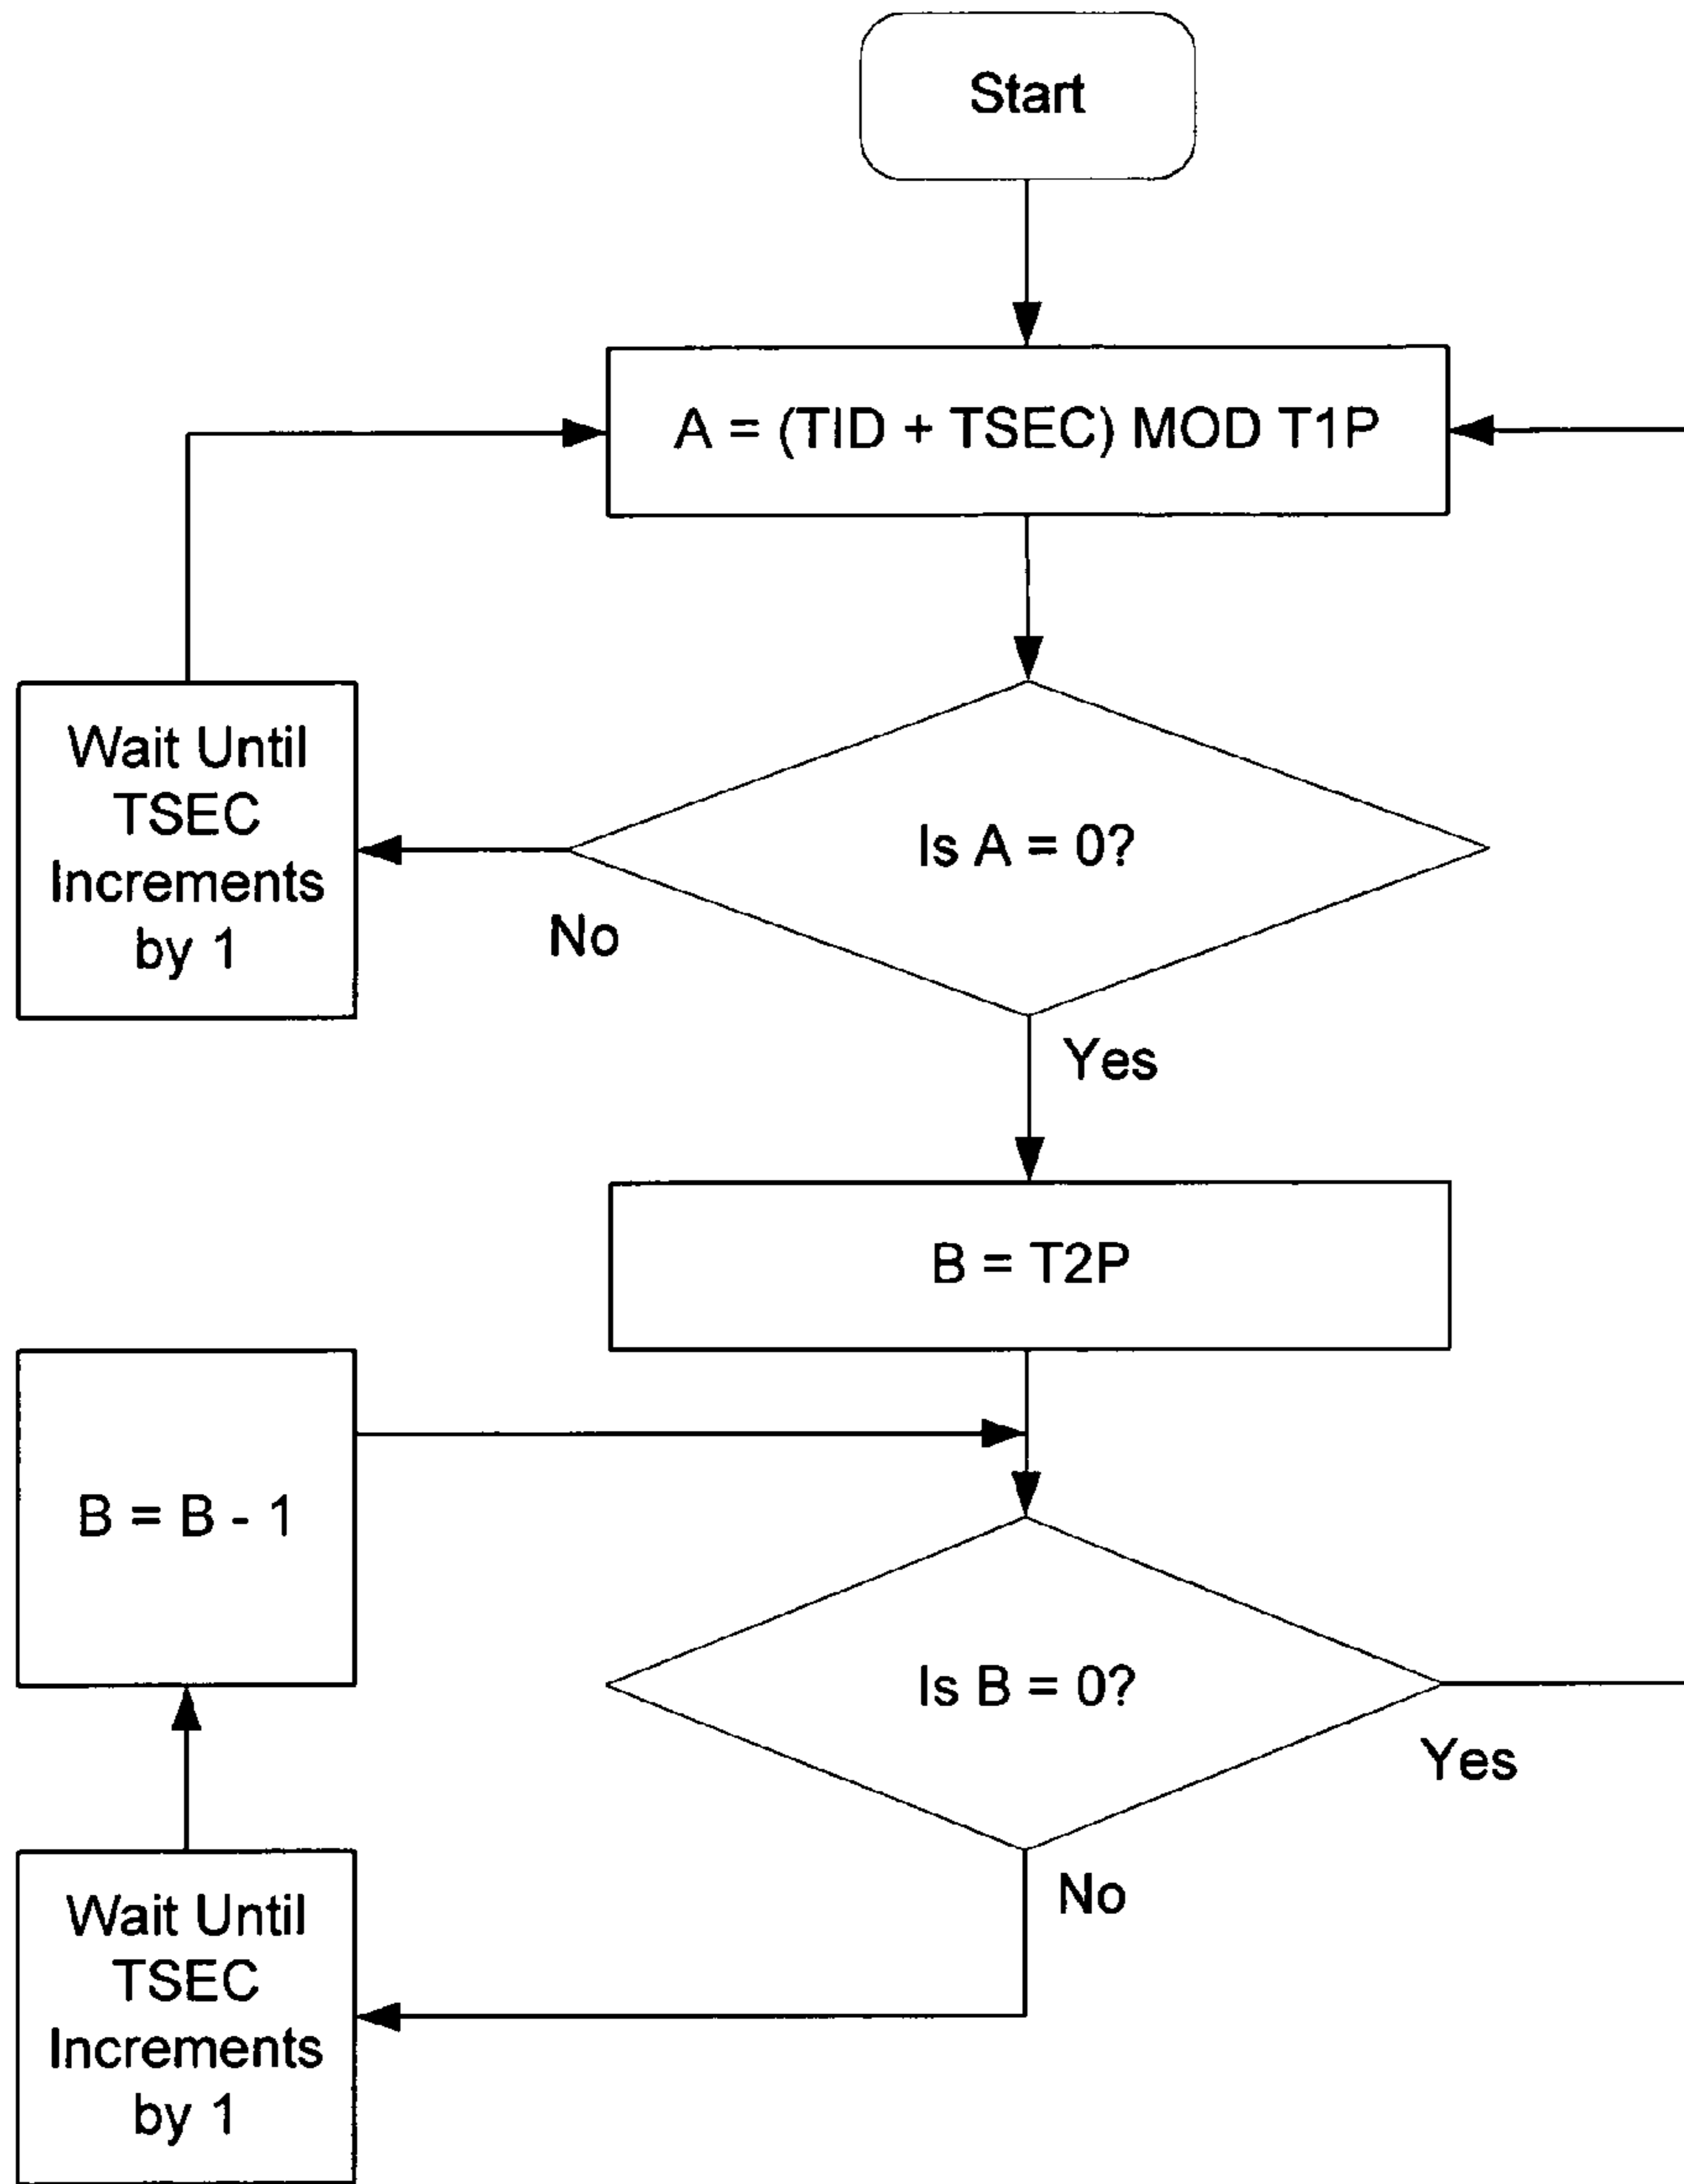 Start
A = (TID + TSEC) MOD T1P
Wait Until
TSEC
Increments
by 1
Is A = 0?
No
Yes
B = T2P
B = B - 1
Is B = 0?
Yes
No
Wait Until
TSEC
Increments
by 1